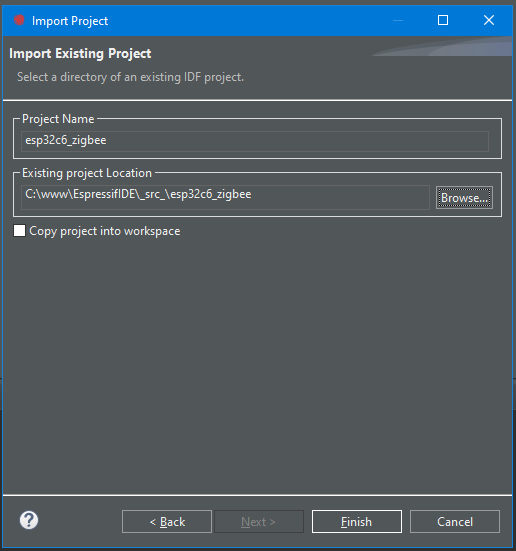 Import Project
Import Existing Project
Select a directory of an existing IDF project.
Project Name
esp32c6_zigbee
Existing project Location
C:\www\EspressifIDE\_src_\esp32c6_zigbee
Browse...
Copy project into workspace
?
< Back
Next >
Finish
Cancel